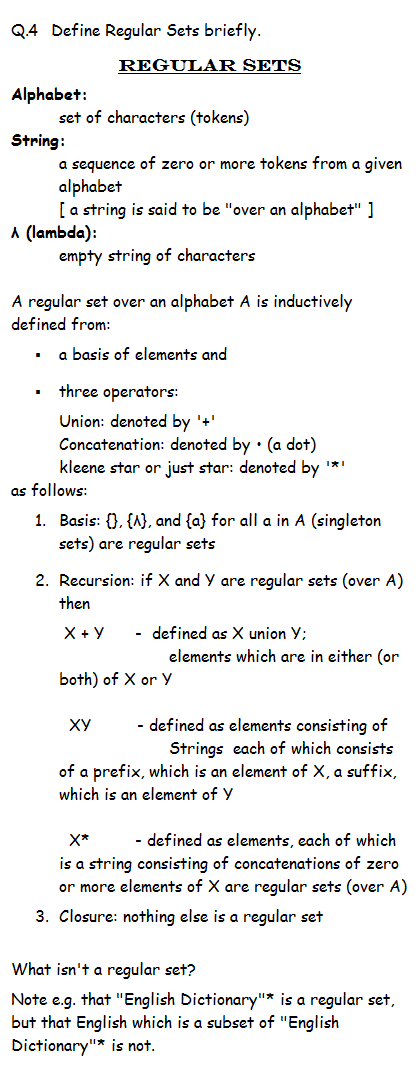 Q.4 Define Regular Sets briefly.
REGULAR SETS
Alphabet:
set of characters (tokens)
String:
a sequence of zero or more tokens from a given
alphabet
[ a string is said to be "over an alphabet" ]
λ (lambda):
empty string of characters
A regular set over an alphabet A is inductively
defined from:
▪ a basis of elements and
▪ three operators:
Union: denoted by '+'
Concatenation: denoted by • (a dot)
kleene star or just star: denoted by '*'
as follows:
1. Basis: {}, {λ}, and {a} for all a in A (singleton
sets) are regular sets
2. Recursion: if X and Y are regular sets (over A)
then
X + Y - defined as X union Y;
elements which are in either (or
both) of X or Y
XY - defined as elements consisting of
Strings each of which consists
of a prefix, which is an element of X, a suffix,
which is an element of Y
X* - defined as elements, each of which
is a string consisting of concatenations of zero
or more elements of X are regular sets (over A)
3. Closure: nothing else is a regular set
What isn't a regular set?
Note e.g. that "English Dictionary"* is a regular set,
but that English which is a subset of "English
Dictionary"* is not.